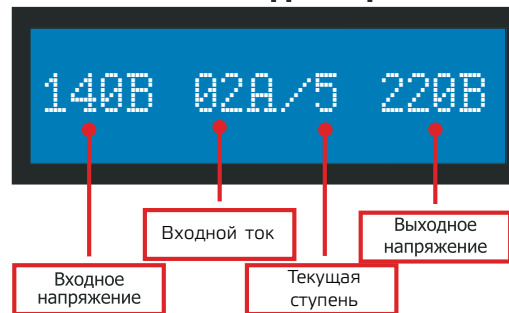 140В 02А/5 220В
Входной ток
Выходное
напряжение
Входное
напряжение
Текущая
ступень